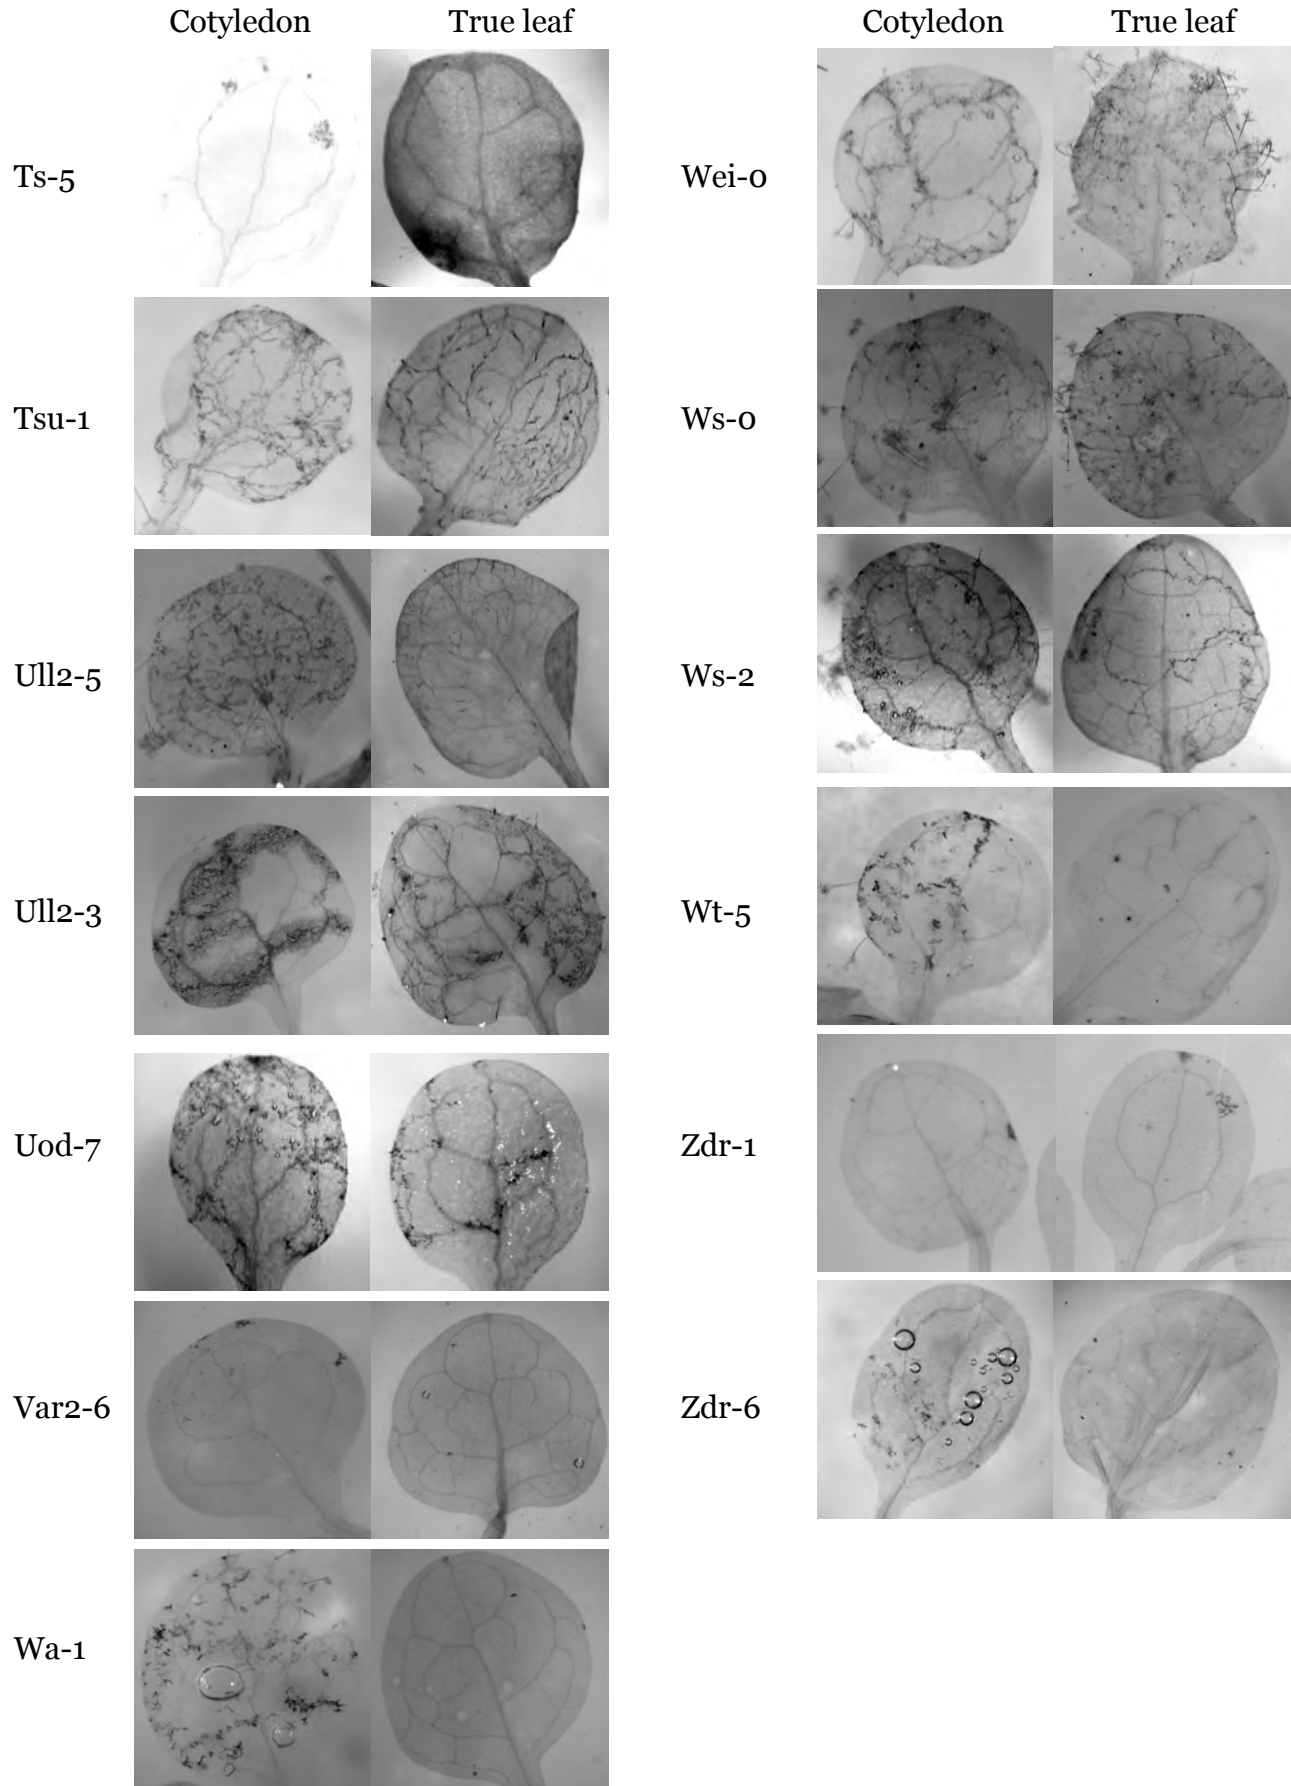 Cotyledon True leaf
Ts-5
Tsu-1
Ull2-5
Ull2-3
Uod-7
Var2-6
Wa-1
Cotyledon True leaf
Wei-0
Ws-0
Ws-2
Wt-5
Zdr-1
Zdr-6